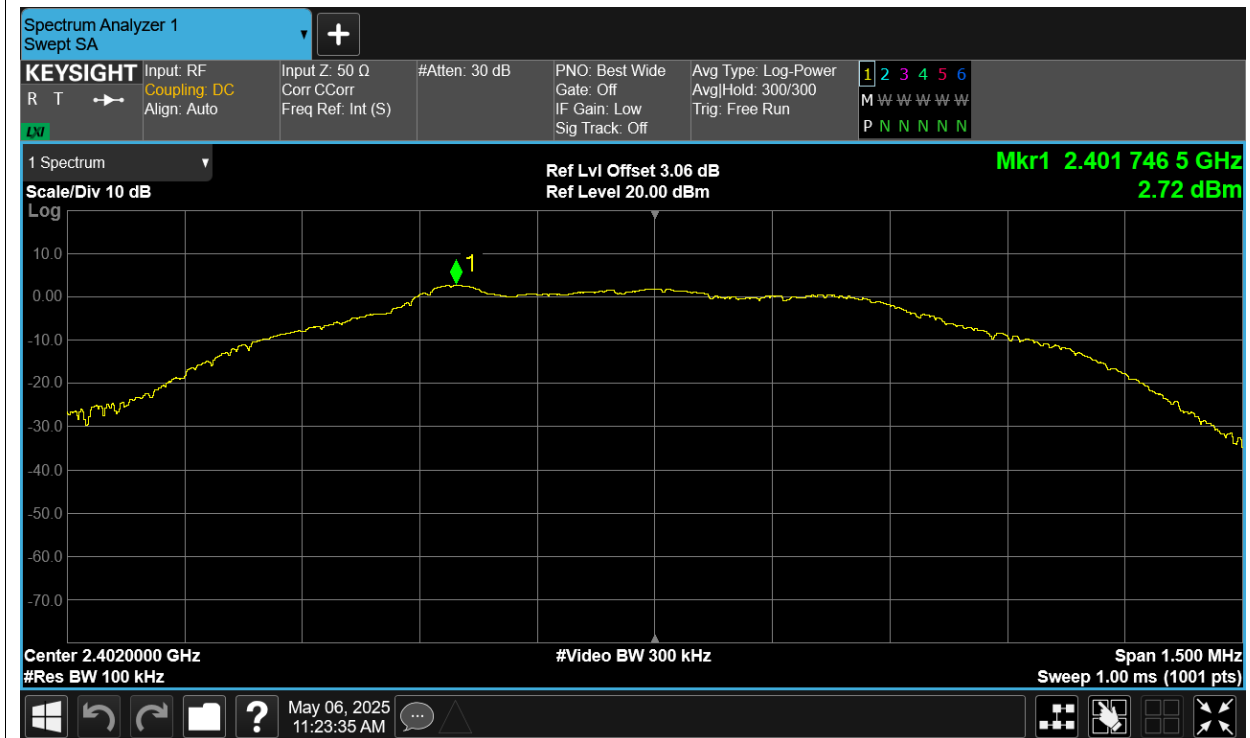 Spectrum Analyzer 1
Swept SA
KEYSIGHT
R T
LXI
Input: RF
Coupling: DC
Align: Auto
Input Z: 50 Ω
Corr CCorr
Freq Ref: Int (S)
#Atten: 30 dB
PNO: Best Wide
Gate: Off
IF Gain: Low
Sig Track: Off
Avg Type: Log-Power
Avg|Hold: 300/300
Trig: Free Run
1 2 3 4 5 6
M W W W W W
P N N N N N
1 Spectrum
Scale/Div 10 dB
Log
Ref Lvl Offset 3.06 dB
Ref Level 20.00 dBm
Mkr1 2.401 746 5 GHz
2.72 dBm
1
10.0
0.00
-10.0
-20.0
-30.0
-40.0
-50.0
-60.0
-70.0
Center 2.4020000 GHz
#Res BW 100 kHz
#Video BW 300 kHz
Span 1.500 MHz
Sweep 1.00 ms (1001 pts)
?
May 06, 2025
11:23:35 AM